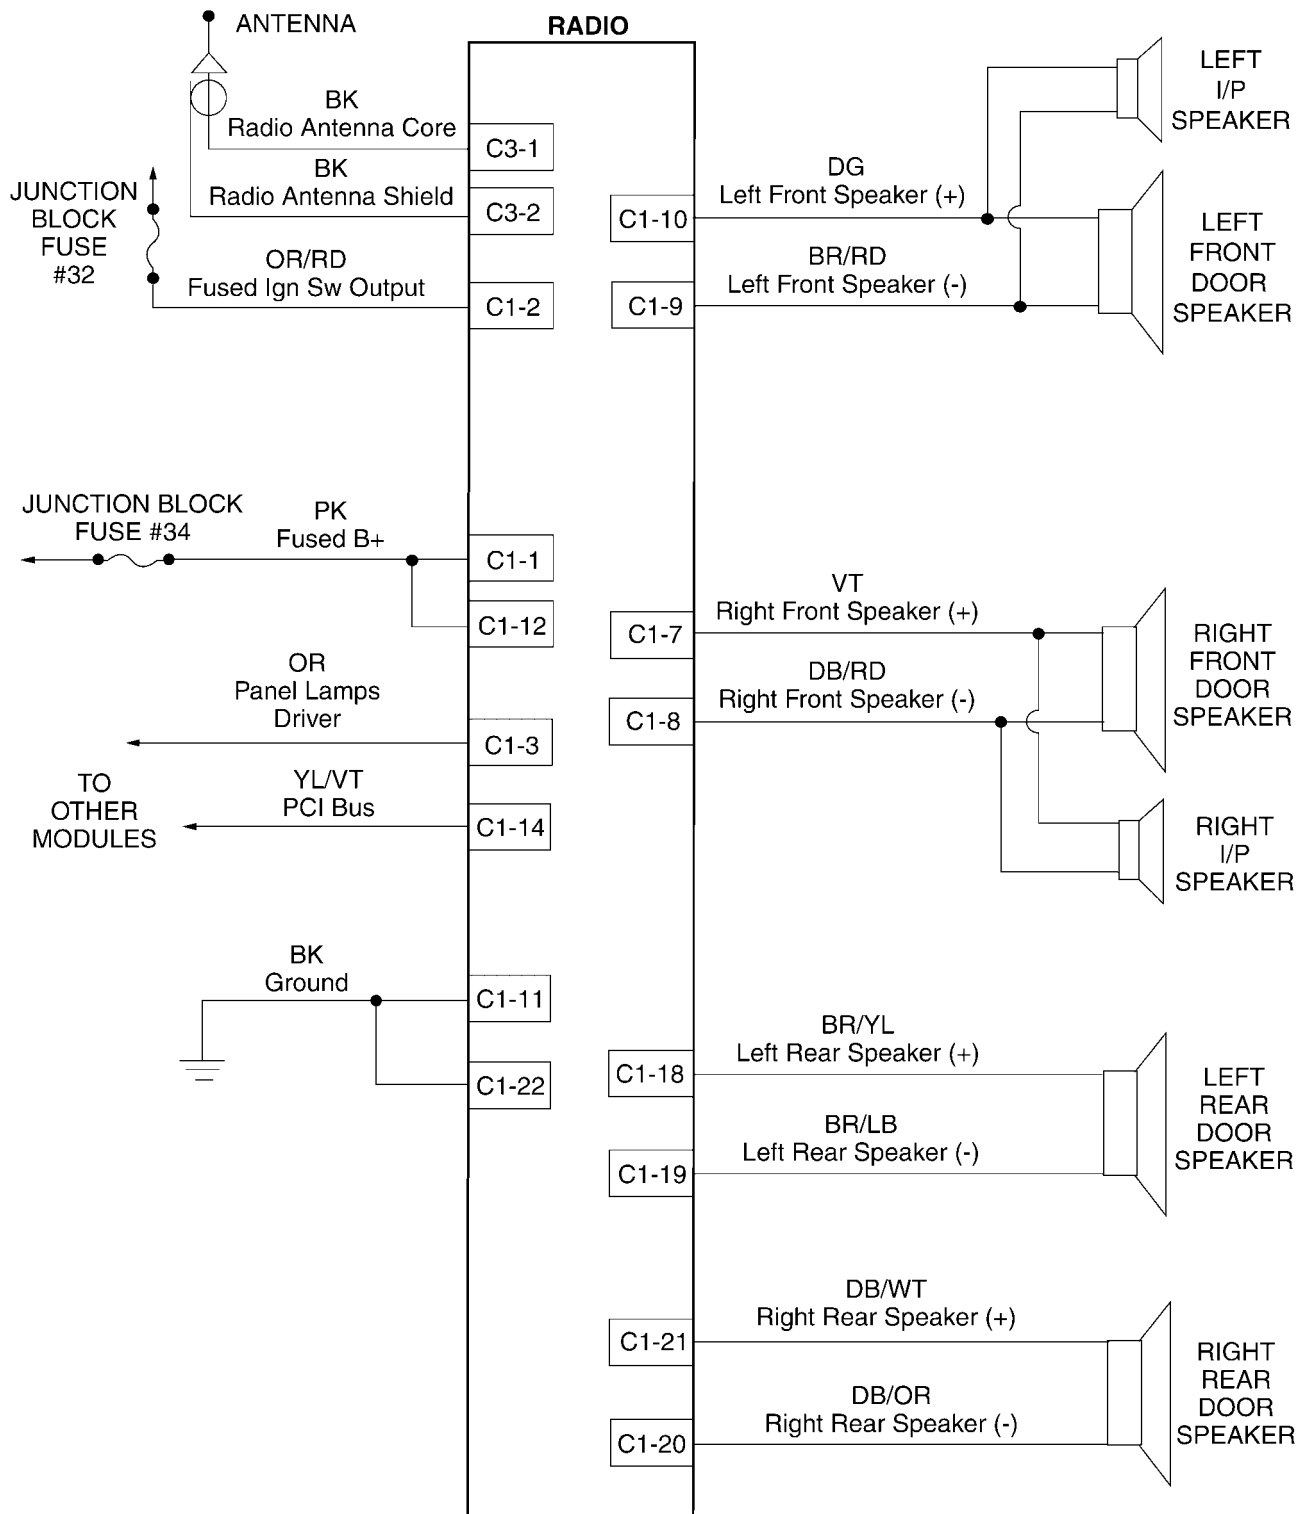 RADIO
ANTENNA
BK
Radio Antenna Core
C3-1
BK
Radio Antenna Shield
C3-2
JUNCTION
BLOCK
FUSE
#32
OR/RD
Fused Ign Sw Output
C1-2
JUNCTION BLOCK
FUSE #34
PK
Fused B+
C1-1
C1-12
OR
Panel Lamps
Driver
C1-3
TO
OTHER
MODULES
YL/VT
PCI Bus
C1-14
BK
Ground
C1-11
C1-22
LEFT
I/P
SPEAKER
DG
Left Front Speaker (+)
C1-10
BR/RD
Left Front Speaker (-)
C1-9
LEFT
FRONT
DOOR
SPEAKER
VT
Right Front Speaker (+)
C1-7
DB/RD
Right Front Speaker (-)
C1-8
RIGHT
FRONT
DOOR
SPEAKER
RIGHT
I/P
SPEAKER
BR/YL
Left Rear Speaker (+)
C1-18
BR/LB
Left Rear Speaker (-)
C1-19
LEFT
REAR
DOOR
SPEAKER
DB/WT
Right Rear Speaker (+)
C1-21
DB/OR
Right Rear Speaker (-)
C1-20
RIGHT
REAR
DOOR
SPEAKER